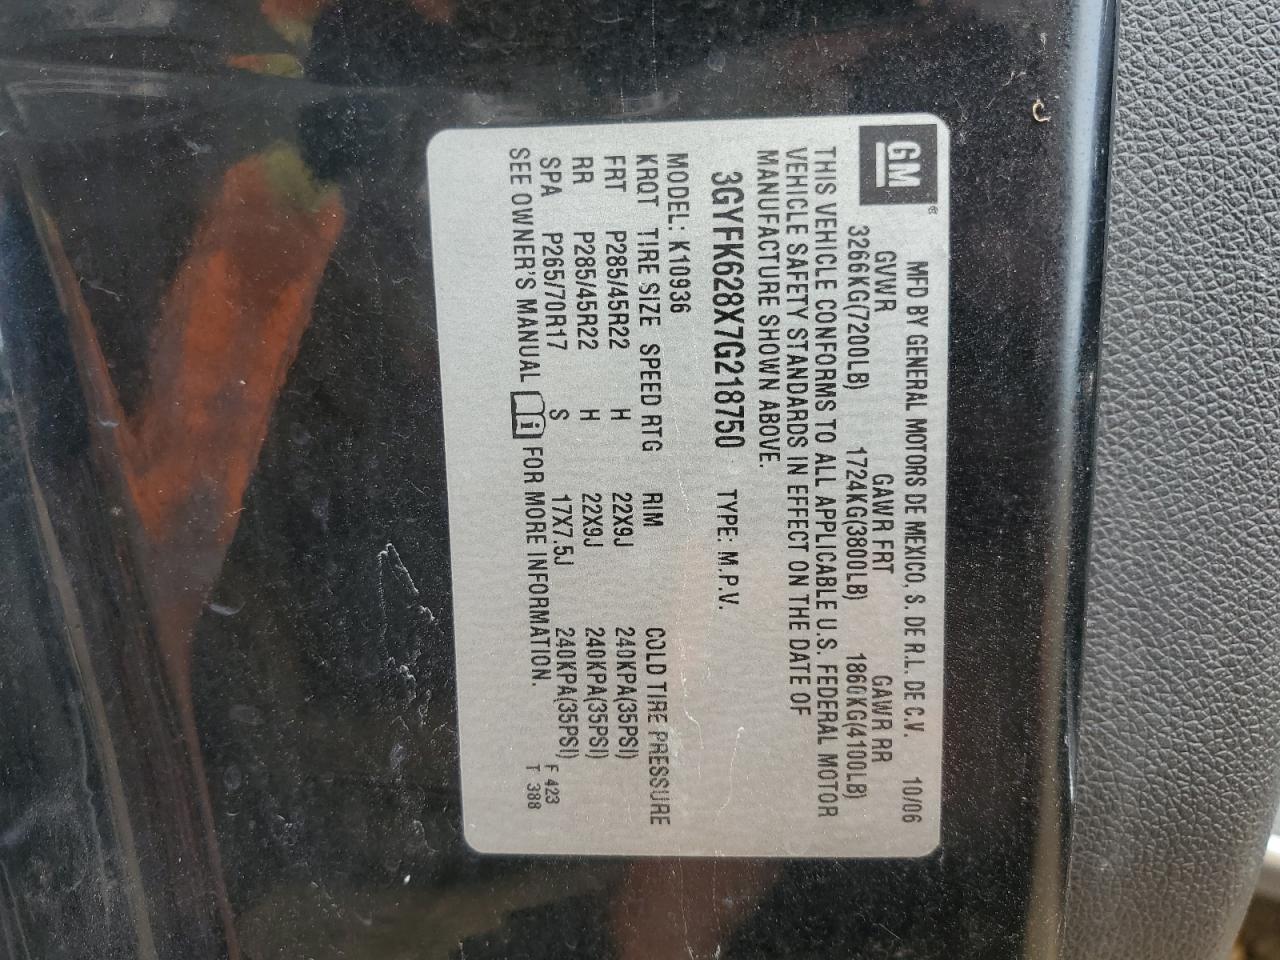 GM ®
MFD BY GENERAL MOTORS DE MEXICO, S. DE R.L. DE C.V. 10/06
GVWR GAWR FRT GAWR RR
3266KG(7200LB) 1724KG(3800LB) 1860KG(4100LB)
THIS VEHICLE CONFORMS TO ALL APPLICABLE U.S. FEDERAL MOTOR
VEHICLE SAFETY STANDARDS IN EFFECT ON THE DATE OF
MANUFACTURE SHOWN ABOVE.
3GYFK628X7G218750 TYPE: M.P.V.
MODEL: K10936
KRQT TIRE SIZE SPEED RTG RIM COLD TIRE PRESSURE
FRT P285/45R22 H 22X9J 240KPA(35PSI)
RR P285/45R22 H 22X9J 240KPA(35PSI)
SPA P265/70R17 S 17X7.5J 240KPA(35PSI)
SEE OWNER'S MANUAL i FOR MORE INFORMATION.
F 423
T 388